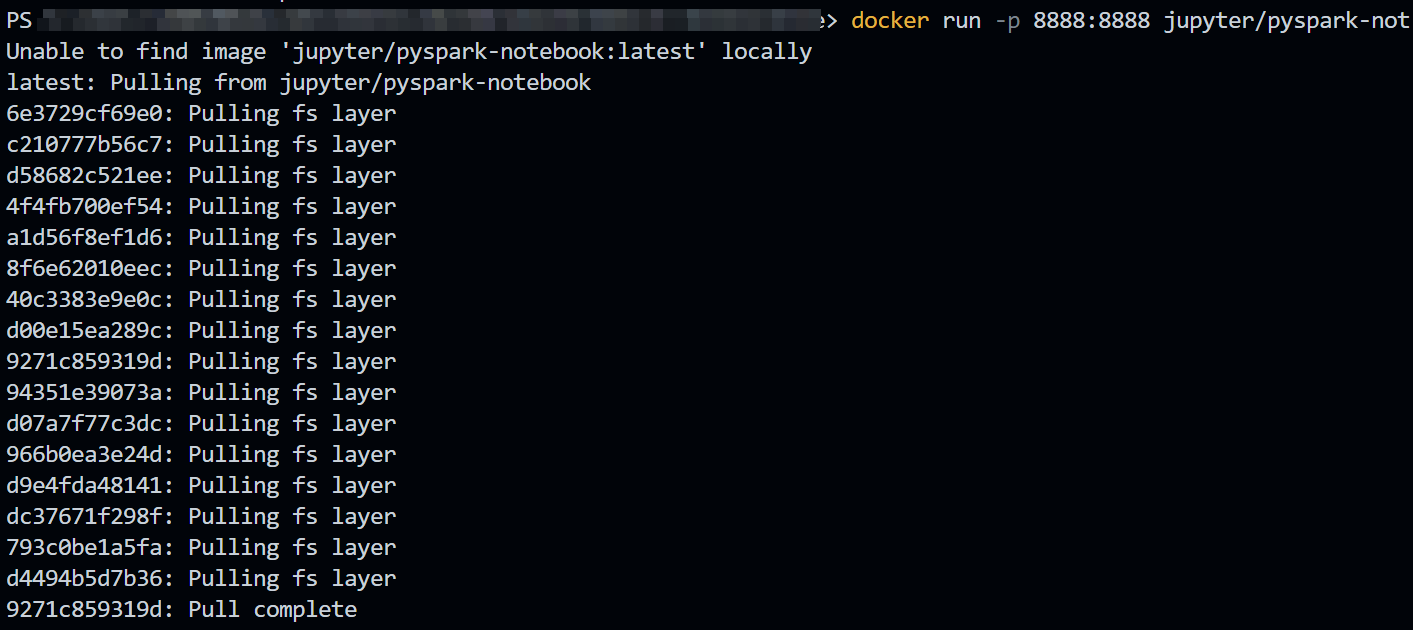 PS e> docker run -p 8888:8888 jupyter/pyspark-not
Unable to find image 'jupyter/pyspark-notebook:latest' locally
latest: Pulling from jupyter/pyspark-notebook
6e3729cf69e0: Pulling fs layer
c210777b56c7: Pulling fs layer
d58682c521ee: Pulling fs layer
4f4fb700ef54: Pulling fs layer
a1d56f8ef1d6: Pulling fs layer
8f6e62010eec: Pulling fs layer
40c3383e9e0c: Pulling fs layer
d00e15ea289c: Pulling fs layer
9271c859319d: Pulling fs layer
94351e39073a: Pulling fs layer
d07a7f77c3dc: Pulling fs layer
966b0ea3e24d: Pulling fs layer
d9e4fda48141: Pulling fs layer
dc37671f298f: Pulling fs layer
793c0be1a5fa: Pulling fs layer
d4494b5d7b36: Pulling fs layer
9271c859319d: Pull complete